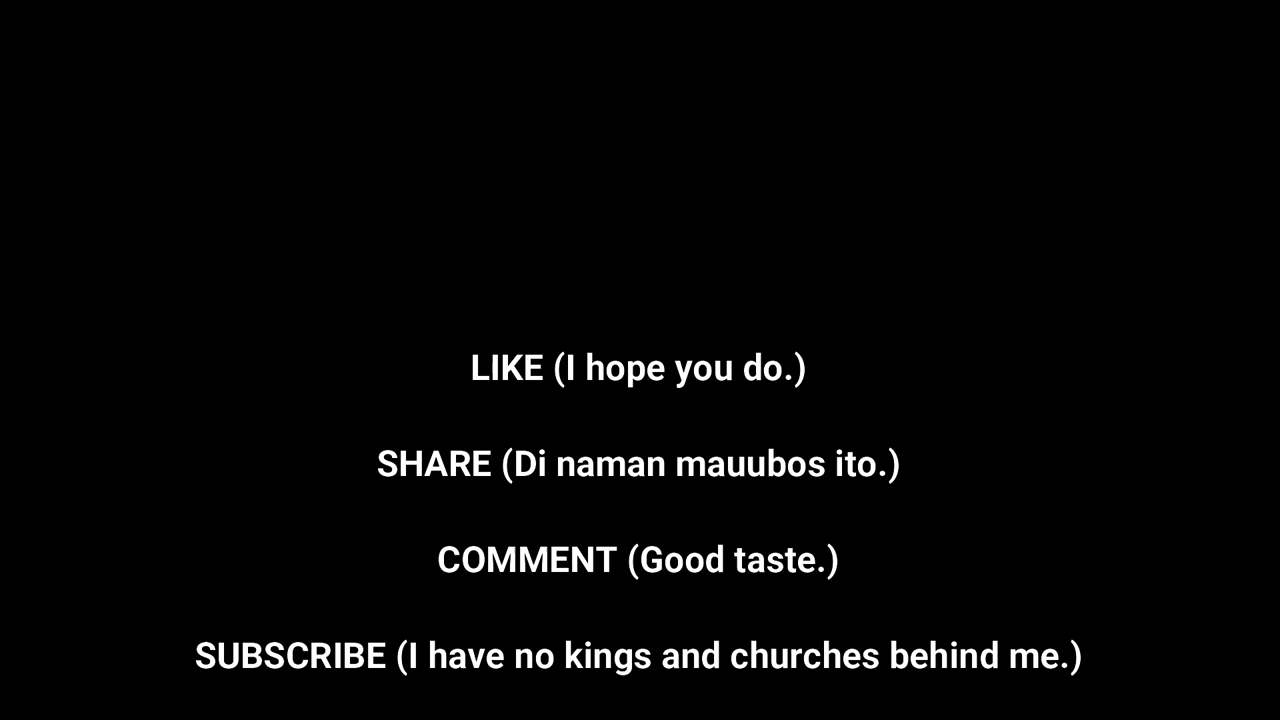 LIKE (I hope you do.)
SHARE (Di naman mauubos ito.)
COMMENT (Good taste.)
SUBSCRIBE (I have no kings and churches behind me.)